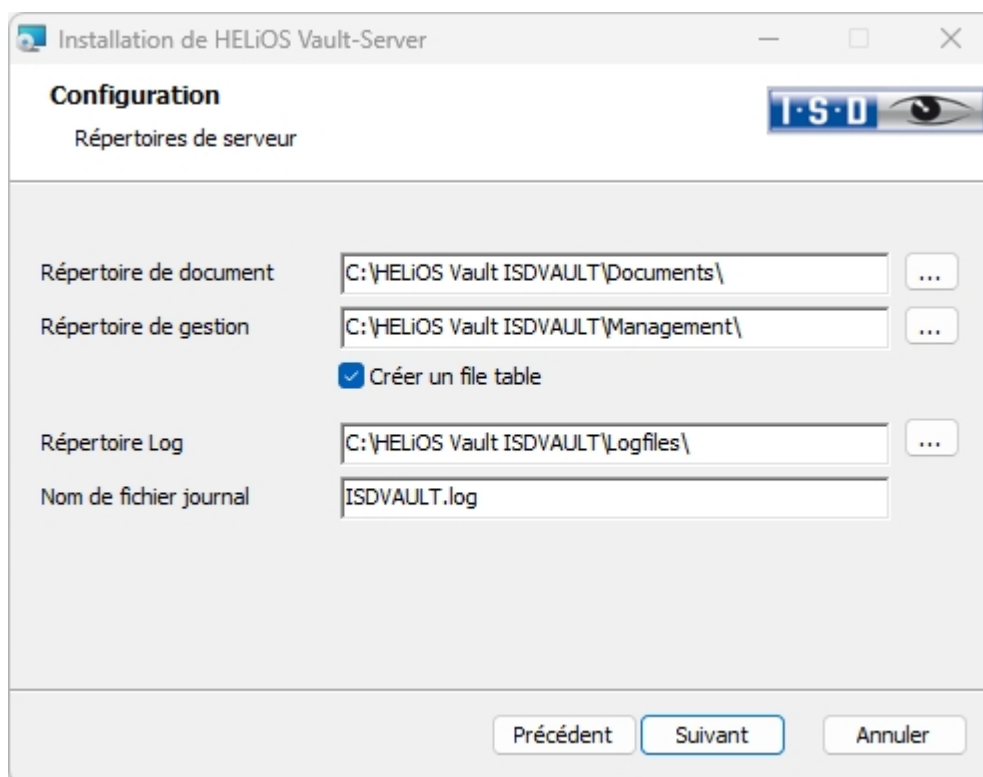 Installation de HELiOS Vault-Server
Configuration
I·S·D
Répertoires de serveur
Répertoire de document C:\HELiOS Vault ISDVAULT\Documents\ ...
Répertoire de gestion C:\HELiOS Vault ISDVAULT\Management\ ...
Créer un file table
Répertoire Log C:\HELiOS Vault ISDVAULT\Logfiles\ ...
Nom de fichier journal ISDVAULT.log
Précédent Suivant Annuler